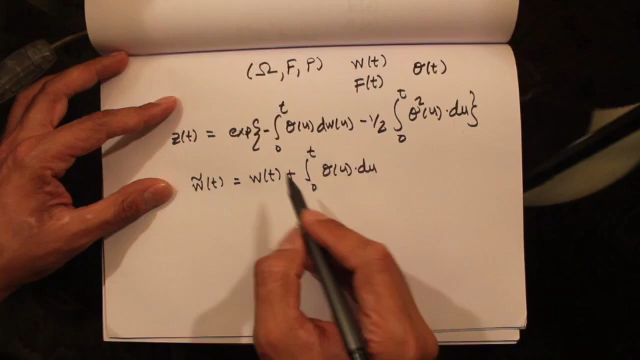 (Ω, F, P) W(t) θ(t)
F(t)
Z(t) = exp{-∫₀ᵗ θ(u) dW(u) - 1/2 ∫₀ᵗ θ²(u)·du}
W̃(t) = W(t) + ∫₀ᵗ θ(u)·du